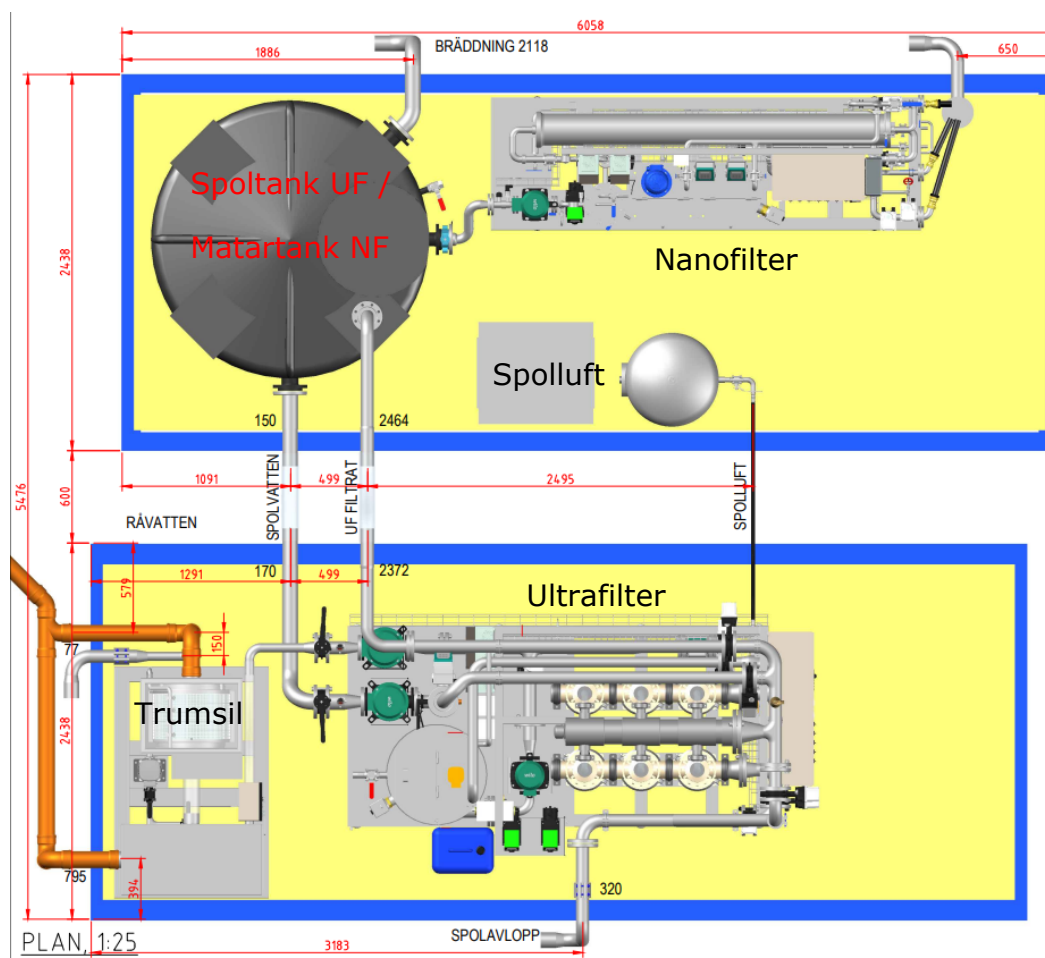 6058
BRÄDDNING 2118
1886
650
Spoltank UF /
Matartank NF
Nanofilter
2438
Spolluft
150
2464
1091
499
2495
SPOLVATTEN
UF FILTRAT
SPOLLUFT
5476
600
RÅVATTEN
1291
170
499
2372
579
Ultrafilter
150
77
Trumsil
2438
795
394
320
SPOLAVLOPP
PLAN, 1:25
3183